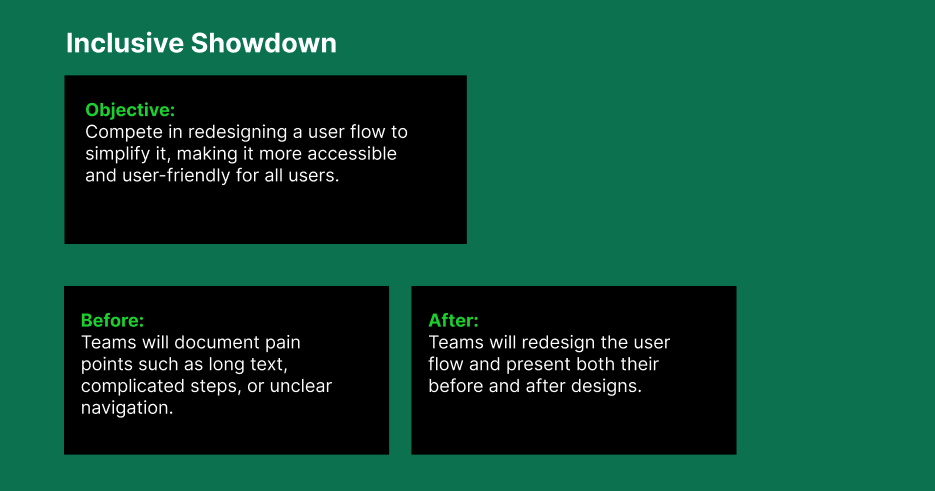 Inclusive Showdown
Objective:
Compete in redesigning a user flow to
simplify it, making it more accessible
and user-friendly for all users.
Before:
Teams will document pain
points such as long text,
complicated steps, or unclear
navigation.
After:
Teams will redesign the user
flow and present both their
before and after designs.